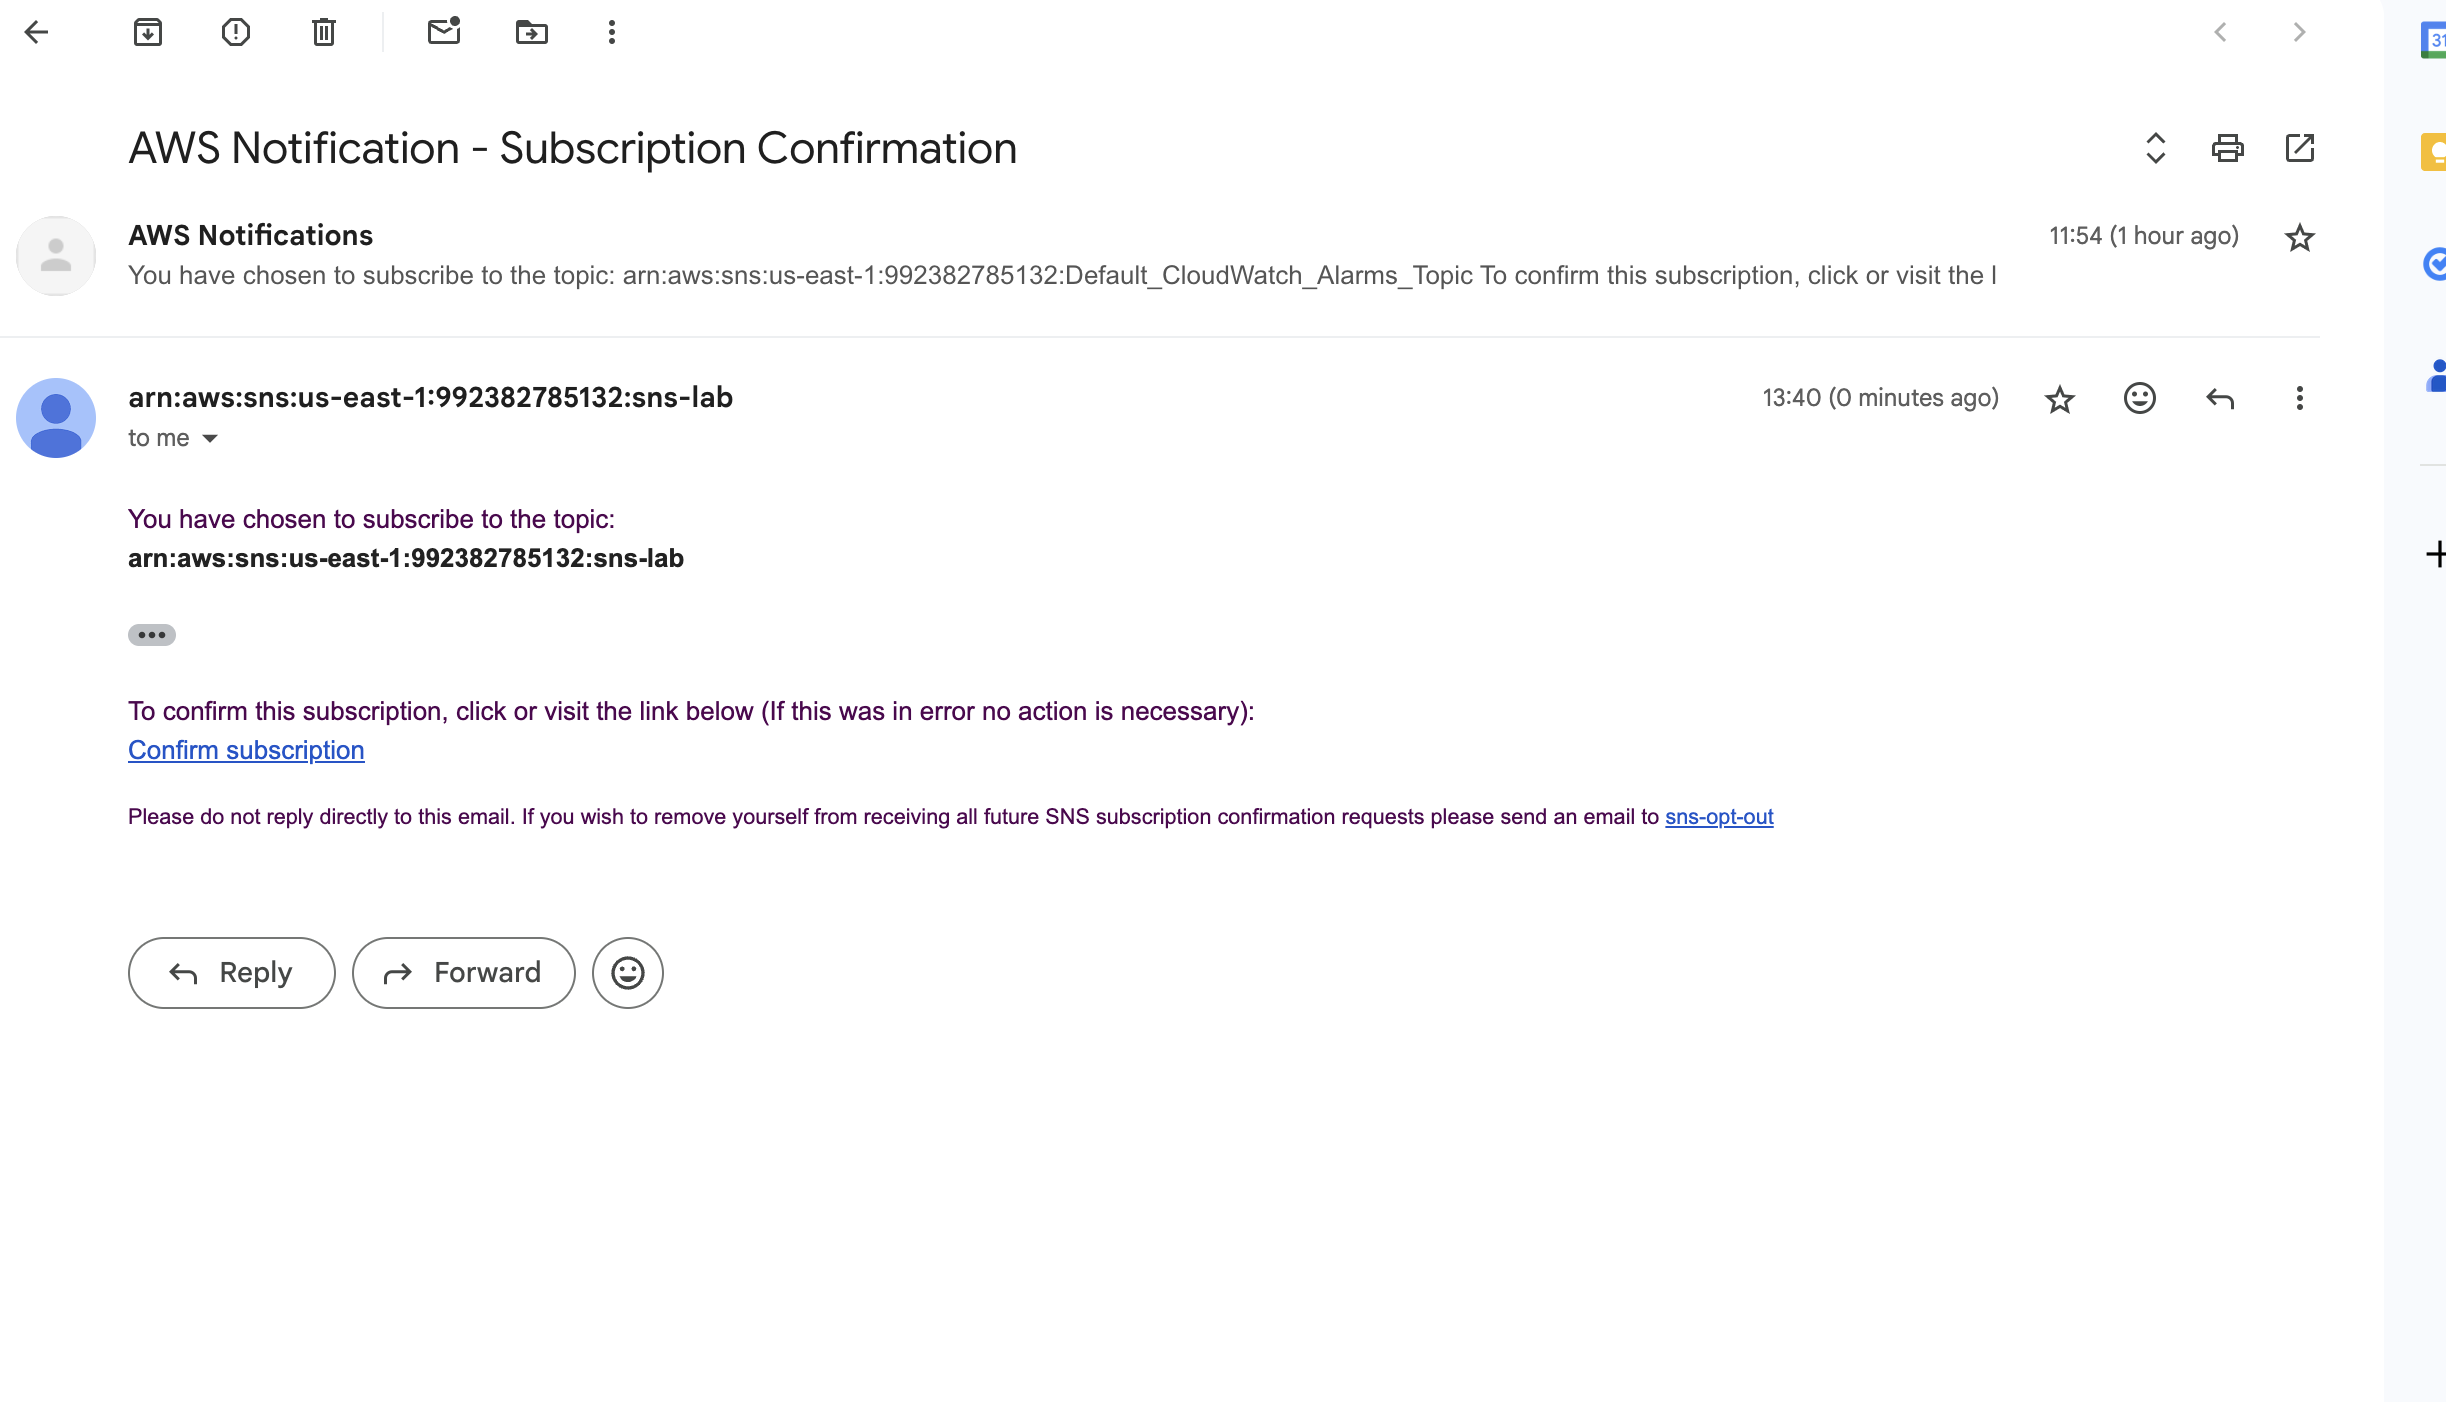 AWS Notification - Subscription Confirmation
AWS Notifications
11:54 (1 hour ago)
You have chosen to subscribe to the topic: arn:aws:sns:us-east-1:992382785132:Default_CloudWatch_Alarms_Topic To confirm this subscription, click or visit the l
arn:aws:sns:us-east-1:992382785132:sns-lab
13:40 (0 minutes ago)
to me
You have chosen to subscribe to the topic:
arn:aws:sns:us-east-1:992382785132:sns-lab
To confirm this subscription, click or visit the link below (If this was in error no action is necessary):
Confirm subscription
Please do not reply directly to this email. If you wish to remove yourself from receiving all future SNS subscription confirmation requests please send an email to sns-opt-out
Reply
Forward
31